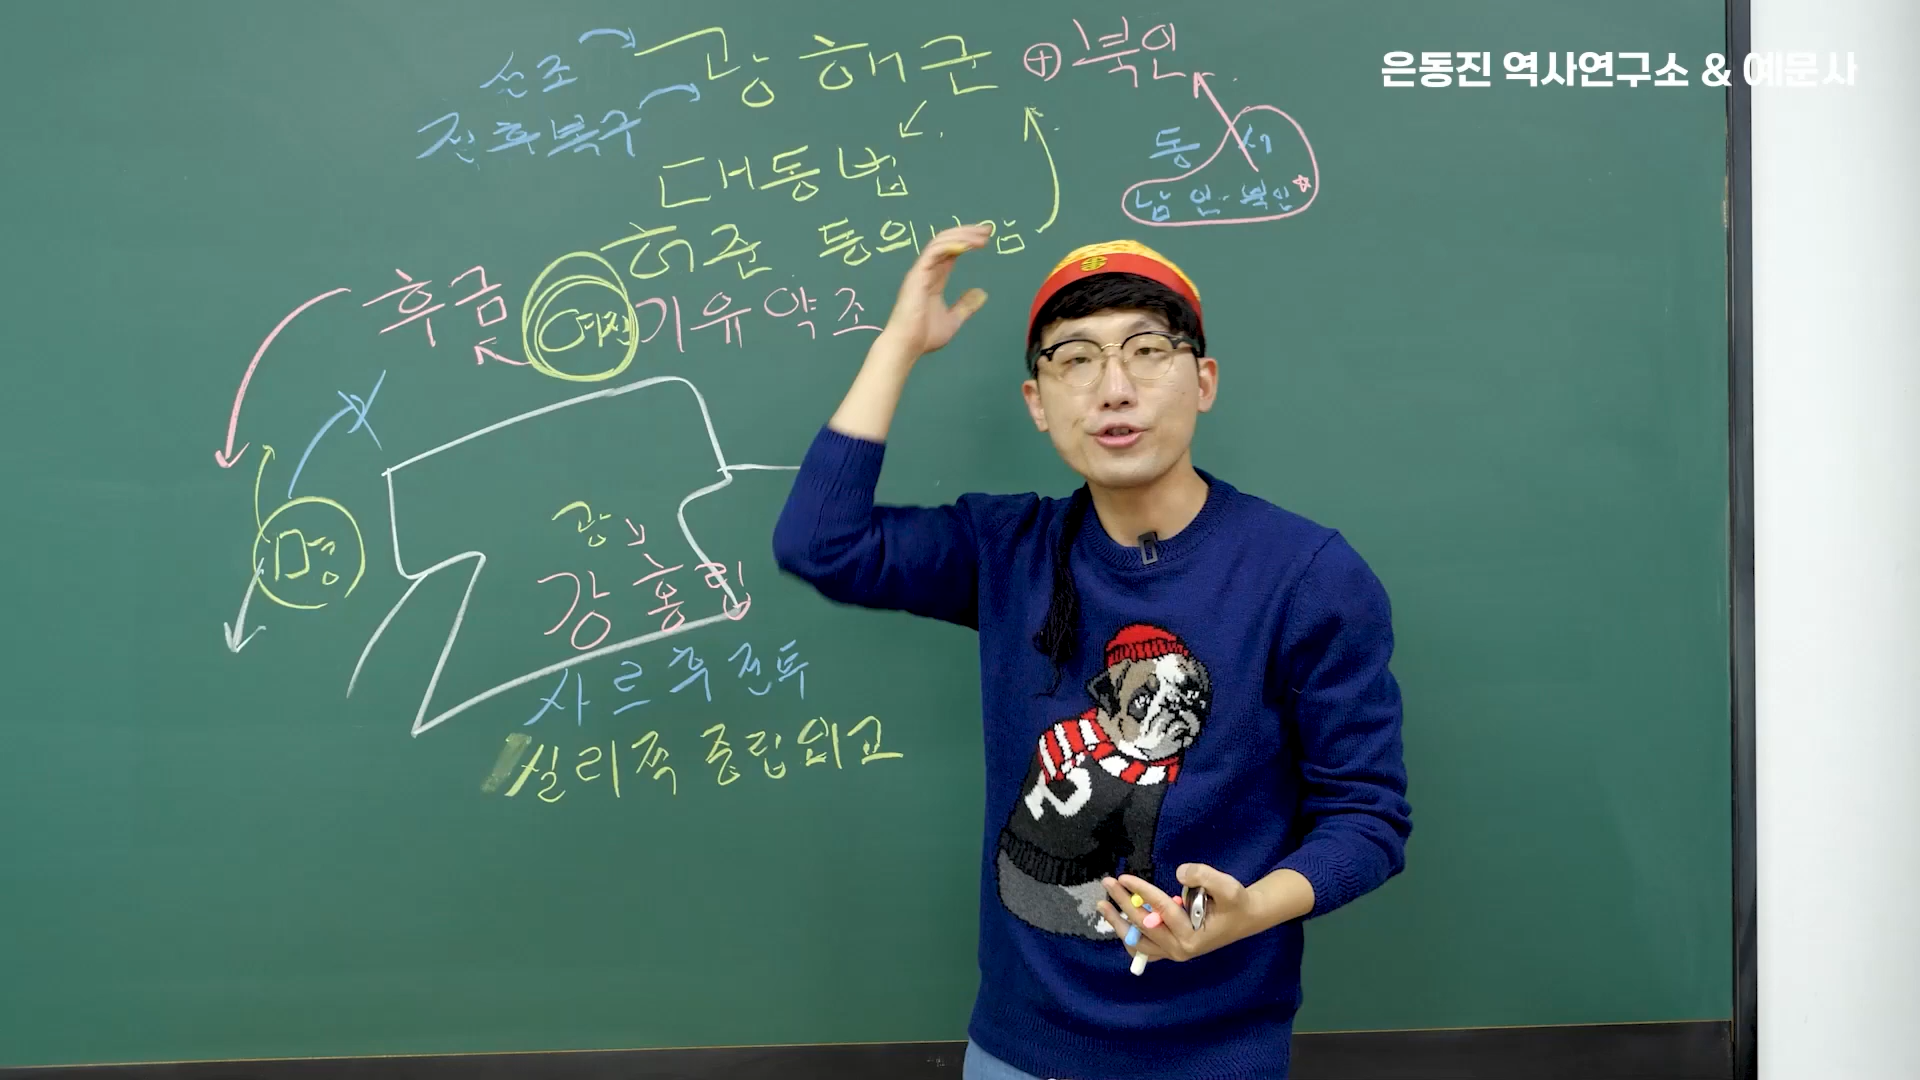 선조 광해군 ⊕ 북인
은동진 역사연구소 & 예문사
전후복구
대동법
동 서
남인·북인
허준 동의보감
후금 여진 기유약조
명
광
강홍립
사르후전투
실리적 중립외교